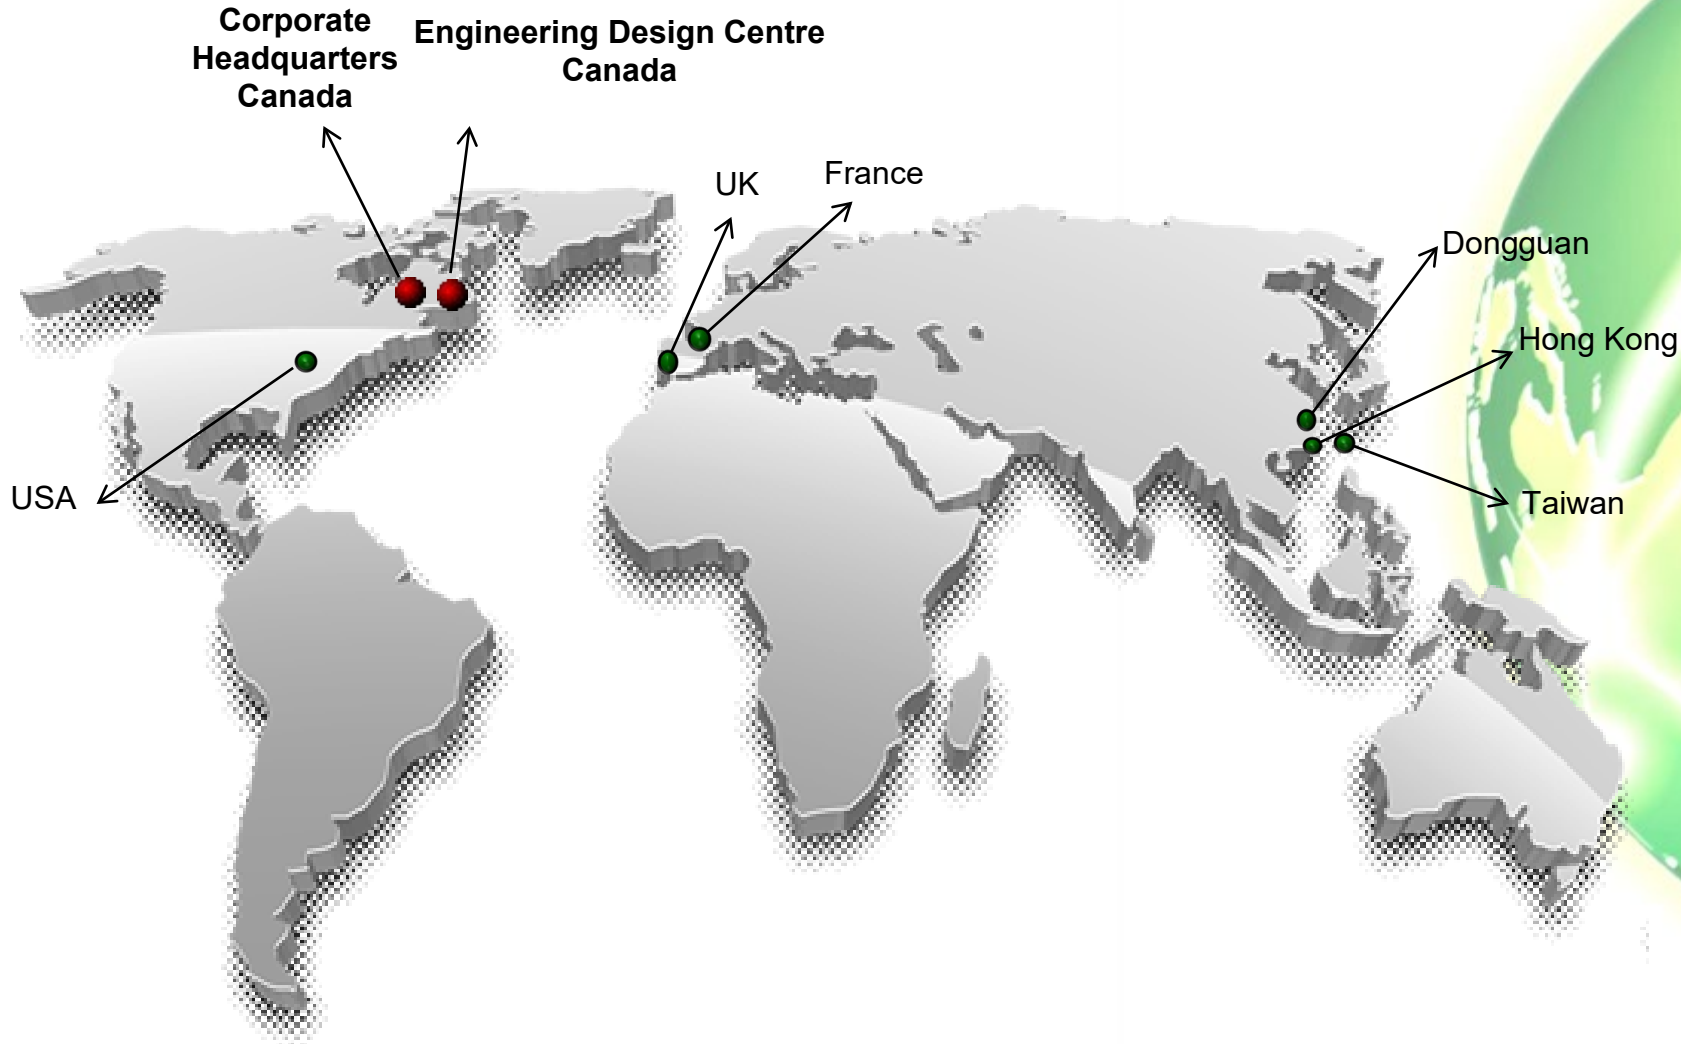 Corporate
Headquarters
Canada
Engineering Design Centre
Canada
UK
France
Dongguan
Hong Kong
USA
Taiwan